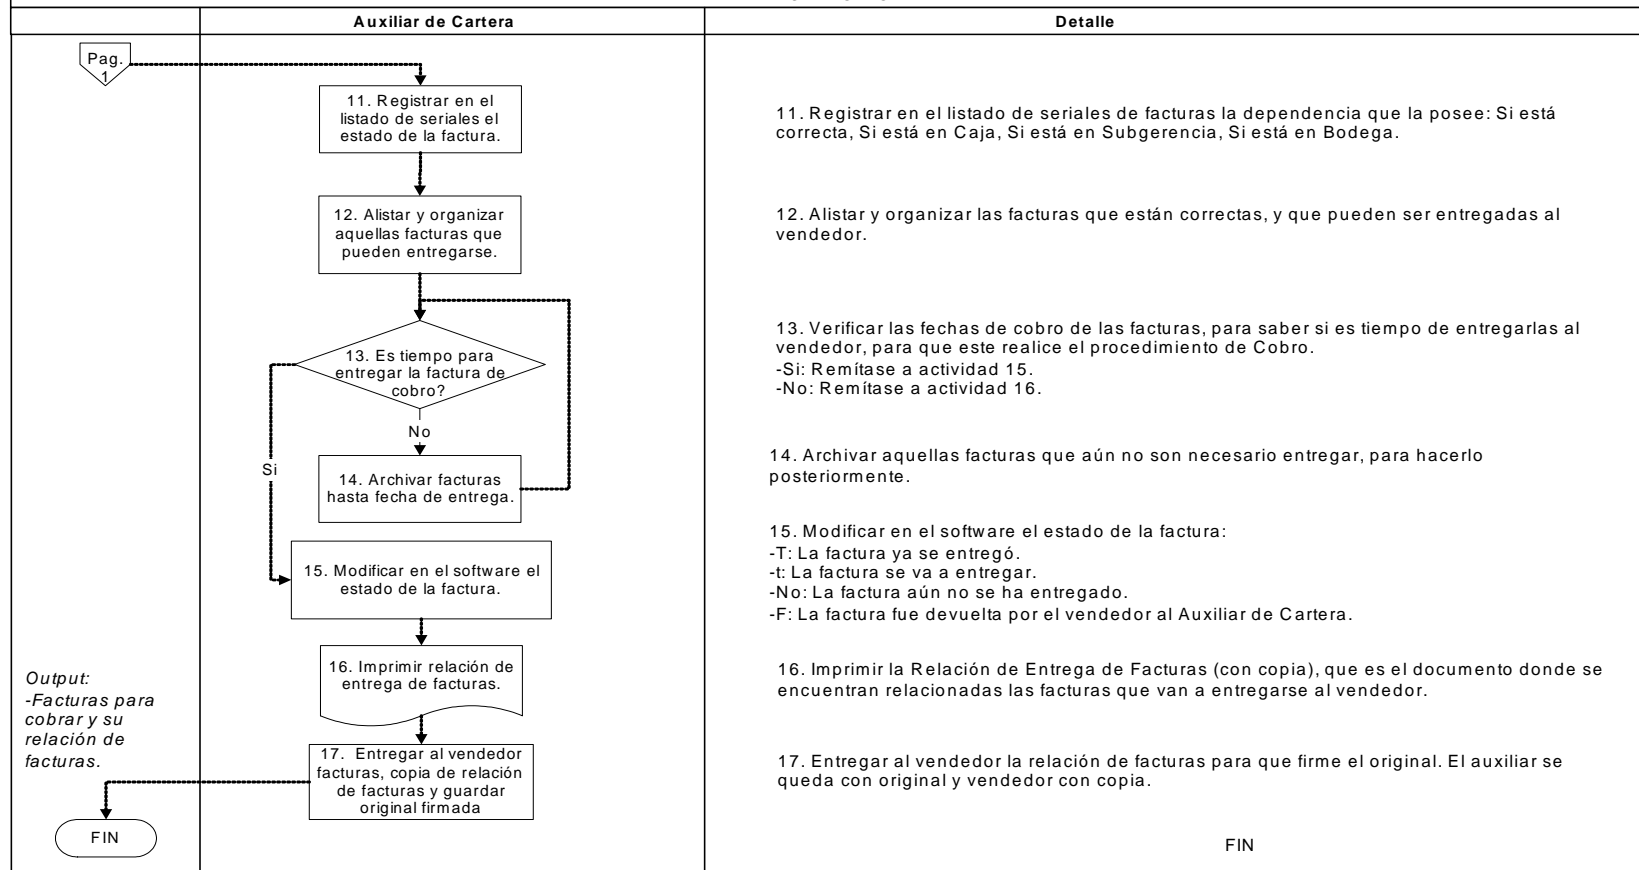 Auxiliar de Cartera
Detalle
Pag.
1
11. Registrar en el
listado de seriales el
estado de la factura.
11. Registrar en el listado de seriales de facturas la dependencia que la posee: Si está
correcta, Si está en Caja, Si está en Subgerencia, Si está en Bodega.
12. Alistar y organizar
aquellas facturas que
pueden entregarse.
12. Alistar y organizar las facturas que están correctas, y que pueden ser entregadas al
vendedor.
13. Es tiempo para
entregar la factura de
cobro?
No
Si
13. Verificar las fechas de cobro de las facturas, para saber si es tiempo de entregarlas al
vendedor, para que este realice el procedimiento de Cobro.
-Si: Remítase a actividad 15.
-No: Remítase a actividad 16.
14. Archivar facturas
hasta fecha de entrega.
14. Archivar aquellas facturas que aún no son necesario entregar, para hacerlo
posteriormente.
15. Modificar en el software el
estado de la factura.
15. Modificar en el software el estado de la factura:
-T: La factura ya se entregó.
-t: La factura se va a entregar.
-No: La factura aún no se ha entregado.
-F: La factura fue devuelta por el vendedor al Auxiliar de Cartera.
16. Imprimir relación de
entrega de facturas.
16. Imprimir la Relación de Entrega de Facturas (con copia), que es el documento donde se
encuentran relacionadas las facturas que van a entregarse al vendedor.
Output:
-Facturas para
cobrar y su
relación de
facturas.
17. Entregar al vendedor
facturas, copia de relación
de facturas y guardar
original firmada
17. Entregar al vendedor la relación de facturas para que firme el original. El auxiliar se
queda con original y vendedor con copia.
FIN
FIN